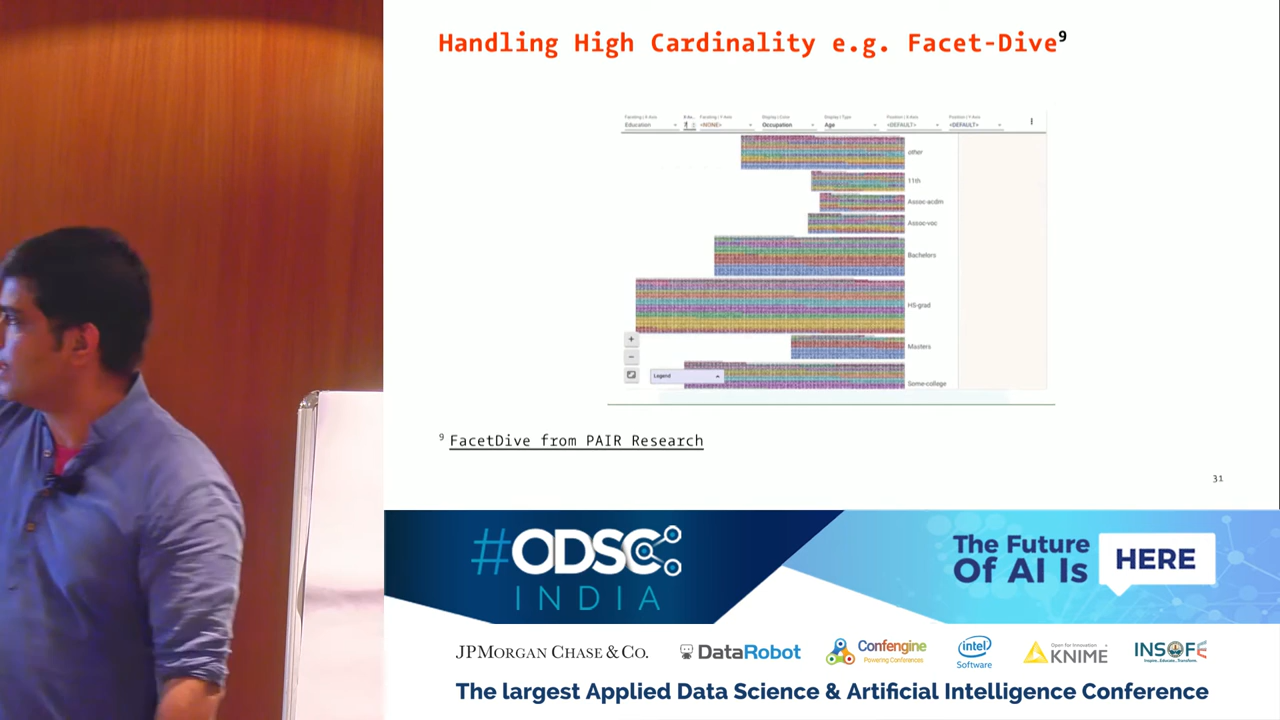 Handling High Cardinality e.g. Facet-Dive⁹
Faceting | X-Axis
Faceting | Y-Axis
Display | Color
Display | Type
Position | X-Axis
Position | Y-Axis
Education
<NONE>
Occupation
Age
<DEFAULT>
<DEFAULT>
other
11th
Assoc-acdm
Assoc-voc
Bachelors
HS-grad
Masters
Some-college
+
−
Legend
⁹ FacetDive from PAIR Research
31
#ODSC
INDIA
The Future
Of AI Is
HERE
JPMORGAN CHASE & CO.
DataRobot
Confengine
Powering Conferences
intel
Software
Open for Innovation
KNIME
INSOFE
Inspire...Educate...Transform.
The largest Applied Data Science & Artificial Intelligence Conference